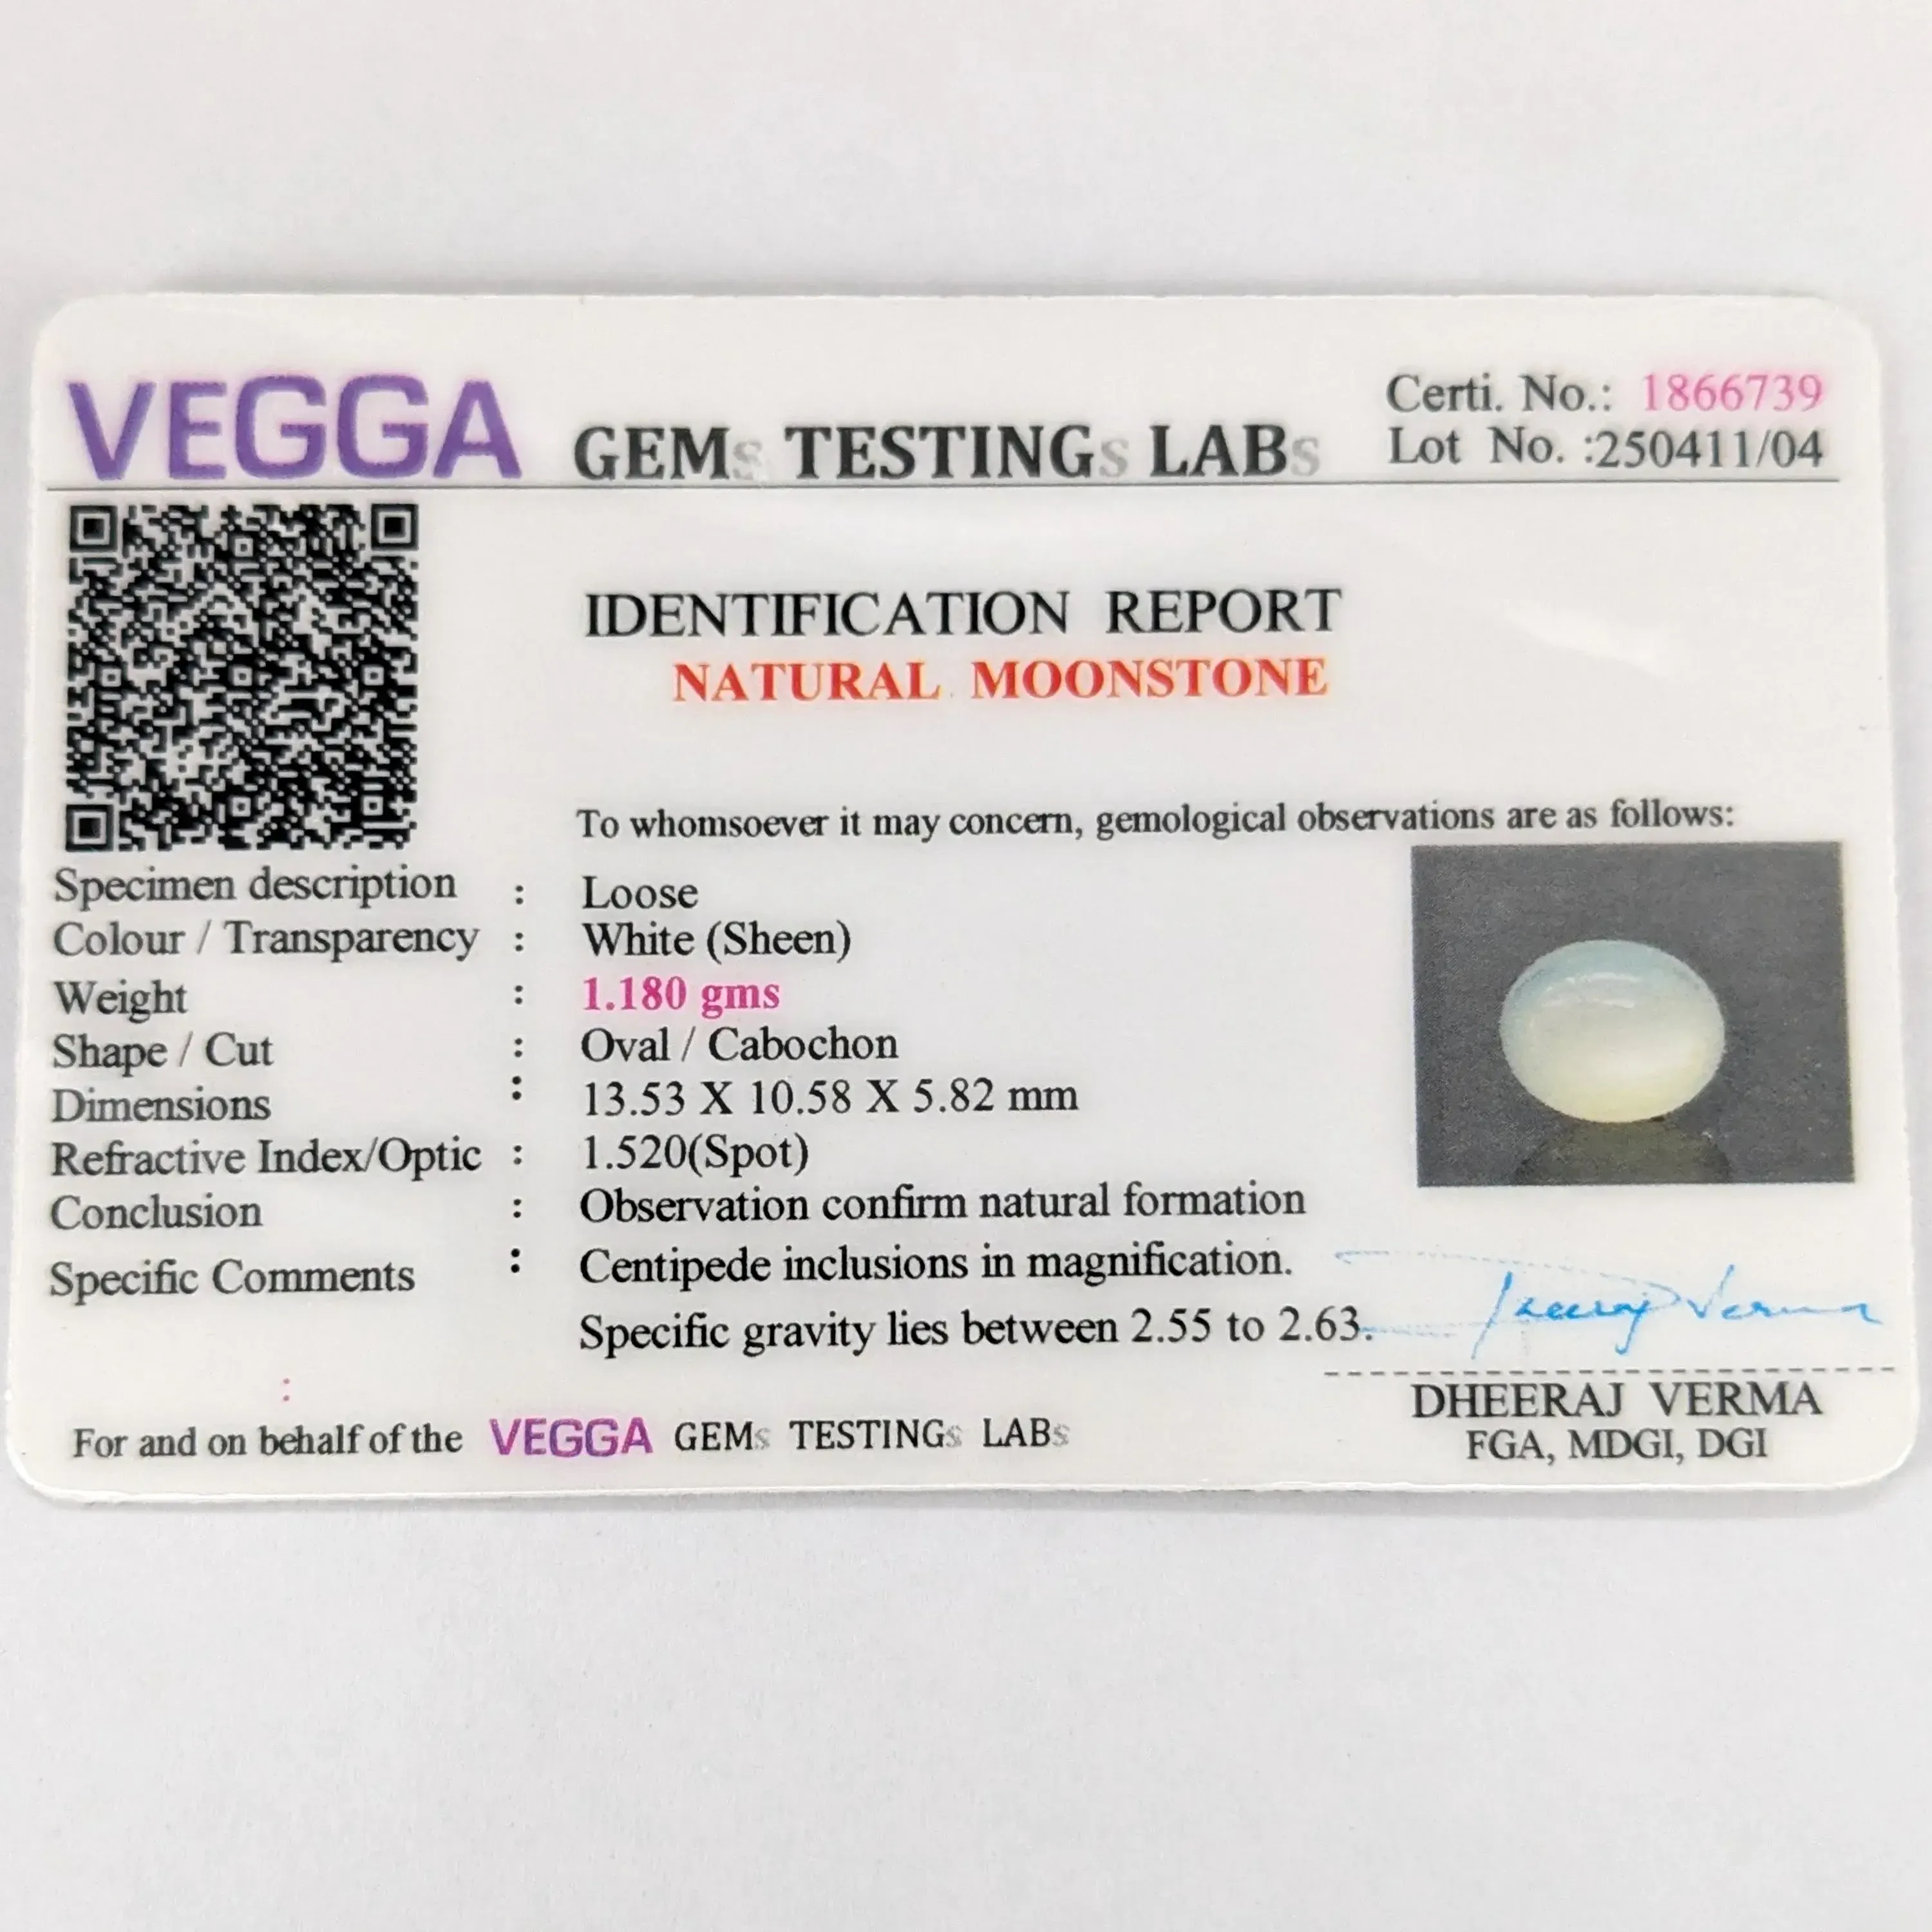 VEGGA GEMs TESTINGs LABs
Certi. No.: 1866739
Lot No. :250411/04
IDENTIFICATION REPORT
NATURAL MOONSTONE
To whomsoever it may concern, gemological observations are as follows:
Specimen description : Loose
Colour / Transparency : White (Sheen)
Weight : 1.180 gms
Shape / Cut : Oval / Cabochon
Dimensions : 13.53 X 10.58 X 5.82 mm
Refractive Index/Optic : 1.520(Spot)
Conclusion : Observation confirm natural formation
Specific Comments : Centipede inclusions in magnification.
Specific gravity lies between 2.55 to 2.63.
Dheeraj Verma
DHEERAJ VERMA
FGA, MDGI, DGI
:
For and on behalf of the VEGGA GEMs TESTINGs LABs